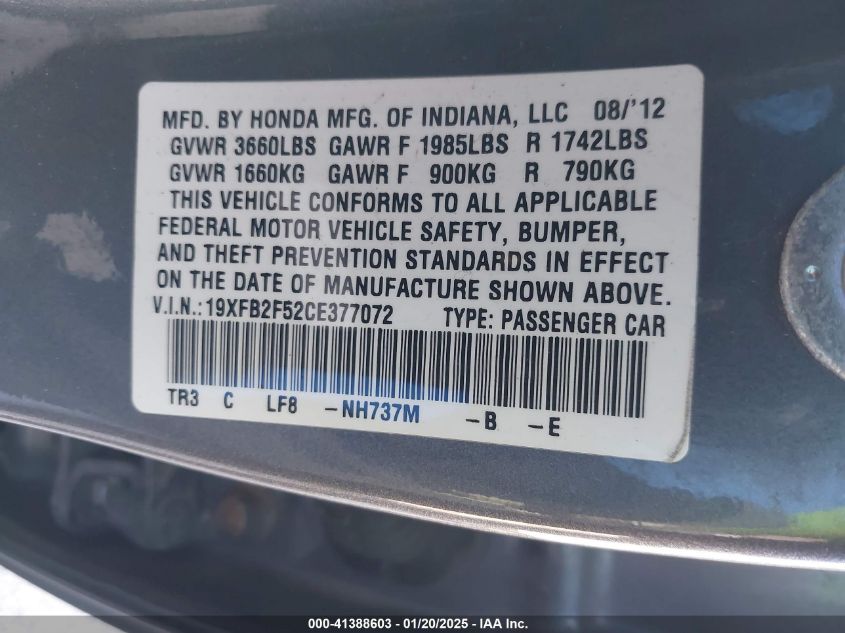 MFD. BY HONDA MFG. OF INDIANA, LLC 08/'12
GVWR 3660LBS GAWR F 1985LBS R 1742LBS
GVWR 1660KG GAWR F 900KG R 790KG
THIS VEHICLE CONFORMS TO ALL APPLICABLE
FEDERAL MOTOR VEHICLE SAFETY, BUMPER,
AND THEFT PREVENTION STANDARDS IN EFFECT
ON THE DATE OF MANUFACTURE SHOWN ABOVE.
V.I.N.:19XFB2F52CE377072 TYPE: PASSENGER CAR
TR3 C LF8 -NH737M -B -E
000-41388603 - 01/20/2025 - IAA Inc.